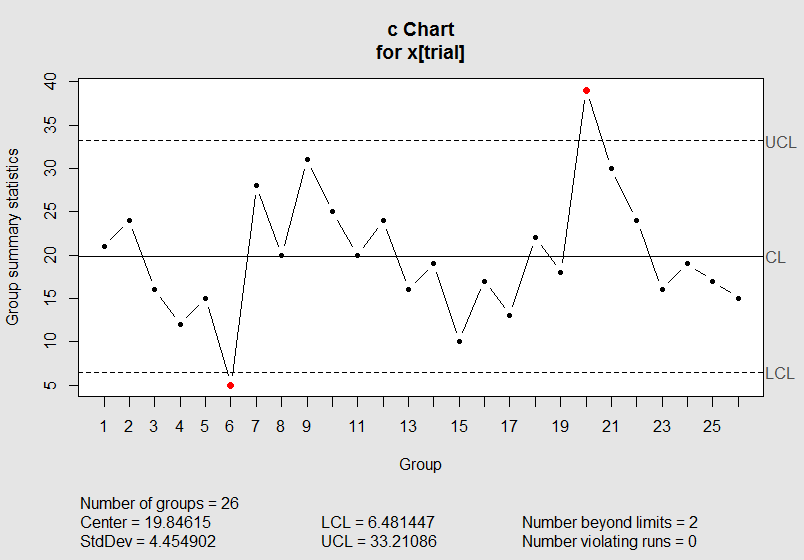 c Chart
for x[trial]
Group summary statistics
40
35
30
25
20
15
10
5
UCL
CL
LCL
1 2 3 4 5 6 7 8 9 11 13 15 17 19 21 23 25
Group
Number of groups = 26
Center = 19.84615 LCL = 6.481447 Number beyond limits = 2
StdDev = 4.454902 UCL = 33.21086 Number violating runs = 0